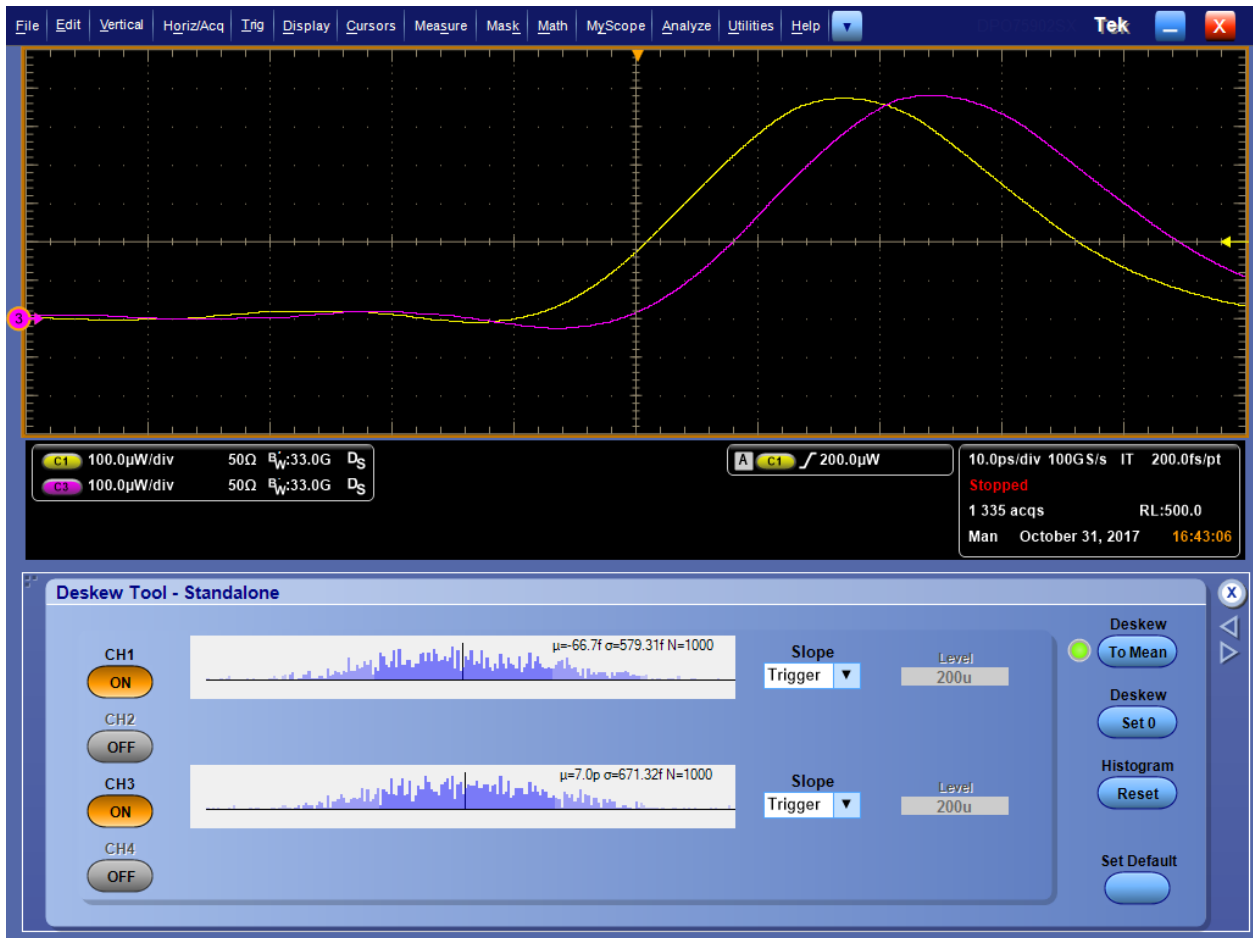 File Edit Vertical Horiz/Acq Trig Display Cursors Measure Mask Math MyScope Analyze Utilities Help Tek X
3
C1 100.0µW/div 50Ω BW:33.0G DS
C3 100.0µW/div 50Ω BW:33.0G DS
A C1 200.0µW
10.0ps/div 100GS/s IT 200.0fs/pt
Stopped
1 335 acqs RL:500.0
Man October 31, 2017 16:43:06
Deskew Tool - Standalone
X
CH1
ON
µ=-66.7f σ=579.31f N=1000
Slope
Trigger
Level
200u
CH2
OFF
CH3
ON
µ=7.0p σ=671.32f N=1000
Slope
Trigger
Level
200u
CH4
OFF
Deskew
To Mean
Deskew
Set 0
Histogram
Reset
Set Default